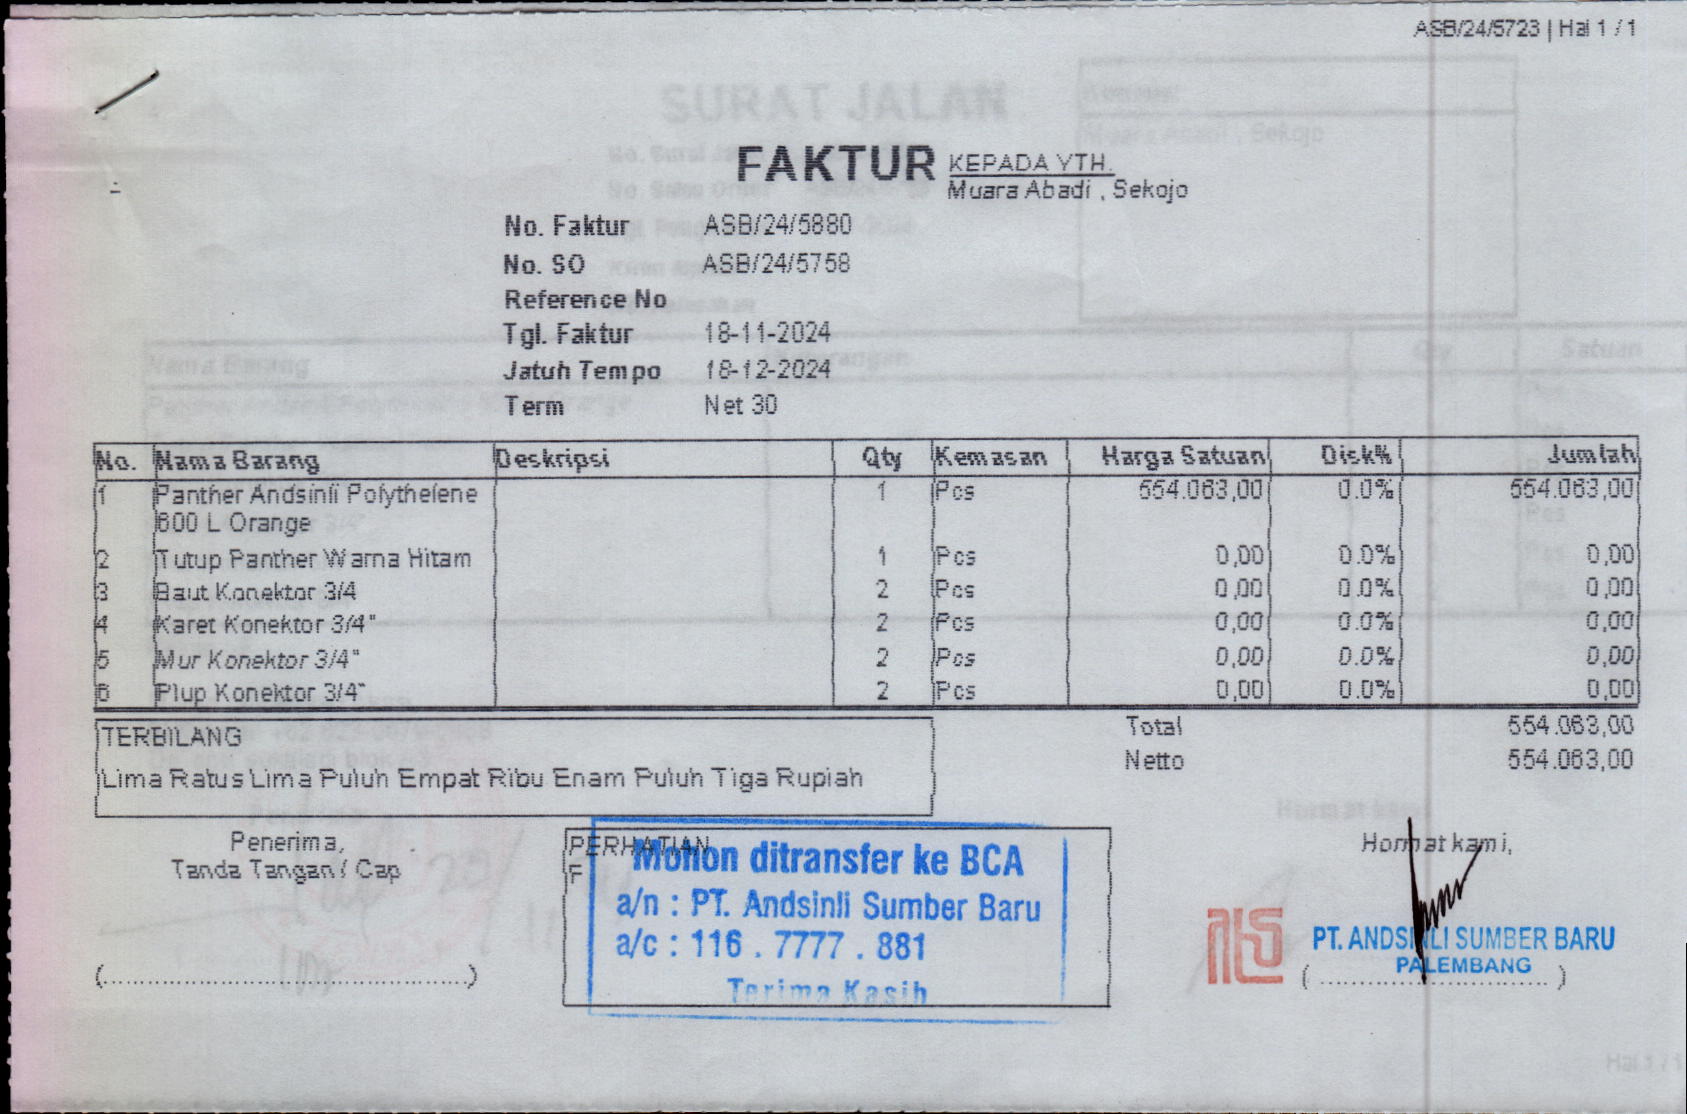 ASB/24/5723 | Hal 1 / 1
SURAT JALAN
FAKTUR
KEPADA YTH.
Muara Abadi , Sekojo
No. Faktur ASB/24/5880
No. SO ASB/24/5758
Reference No
Tgl. Faktur 18-11-2024
Jatuh Tempo 18-12-2024
Term Net 30
No. Nama Barang Deskripsi Qty Kemasan Harga Satuan Disk% Jumlah
1 Panther Andsinli Polythelene 1 Pcs 554.063,00 0.0% 554.063,00
600 L Orange
2 Tutup Panther Warna Hitam 1 Pcs 0,00 0.0% 0,00
3 Baut Konektor 3/4 2 Pcs 0,00 0.0% 0,00
4 Karet Konektor 3/4" 2 Pcs 0,00 0.0% 0,00
5 Mur Konektor 3/4" 2 Pcs 0,00 0.0% 0,00
6 Plup Konektor 3/4" 2 Pcs 0,00 0.0% 0,00
TERBILANG
Lima Ratus Lima Puluh Empat Ribu Enam Puluh Tiga Rupiah
Total 554.063,00
Netto 554.063,00
Penerima,
Tanda Tangan / Cap
(..................................................)
PERHATIAN
F
Mohon ditransfer ke BCA
a/n : PT. Andsinli Sumber Baru
a/c : 116 . 7777 . 881
Terima Kasih
Hormat kami,
PT. ANDSINLI SUMBER BARU
PALEMBANG
(..............................)
Hal 1 / 1